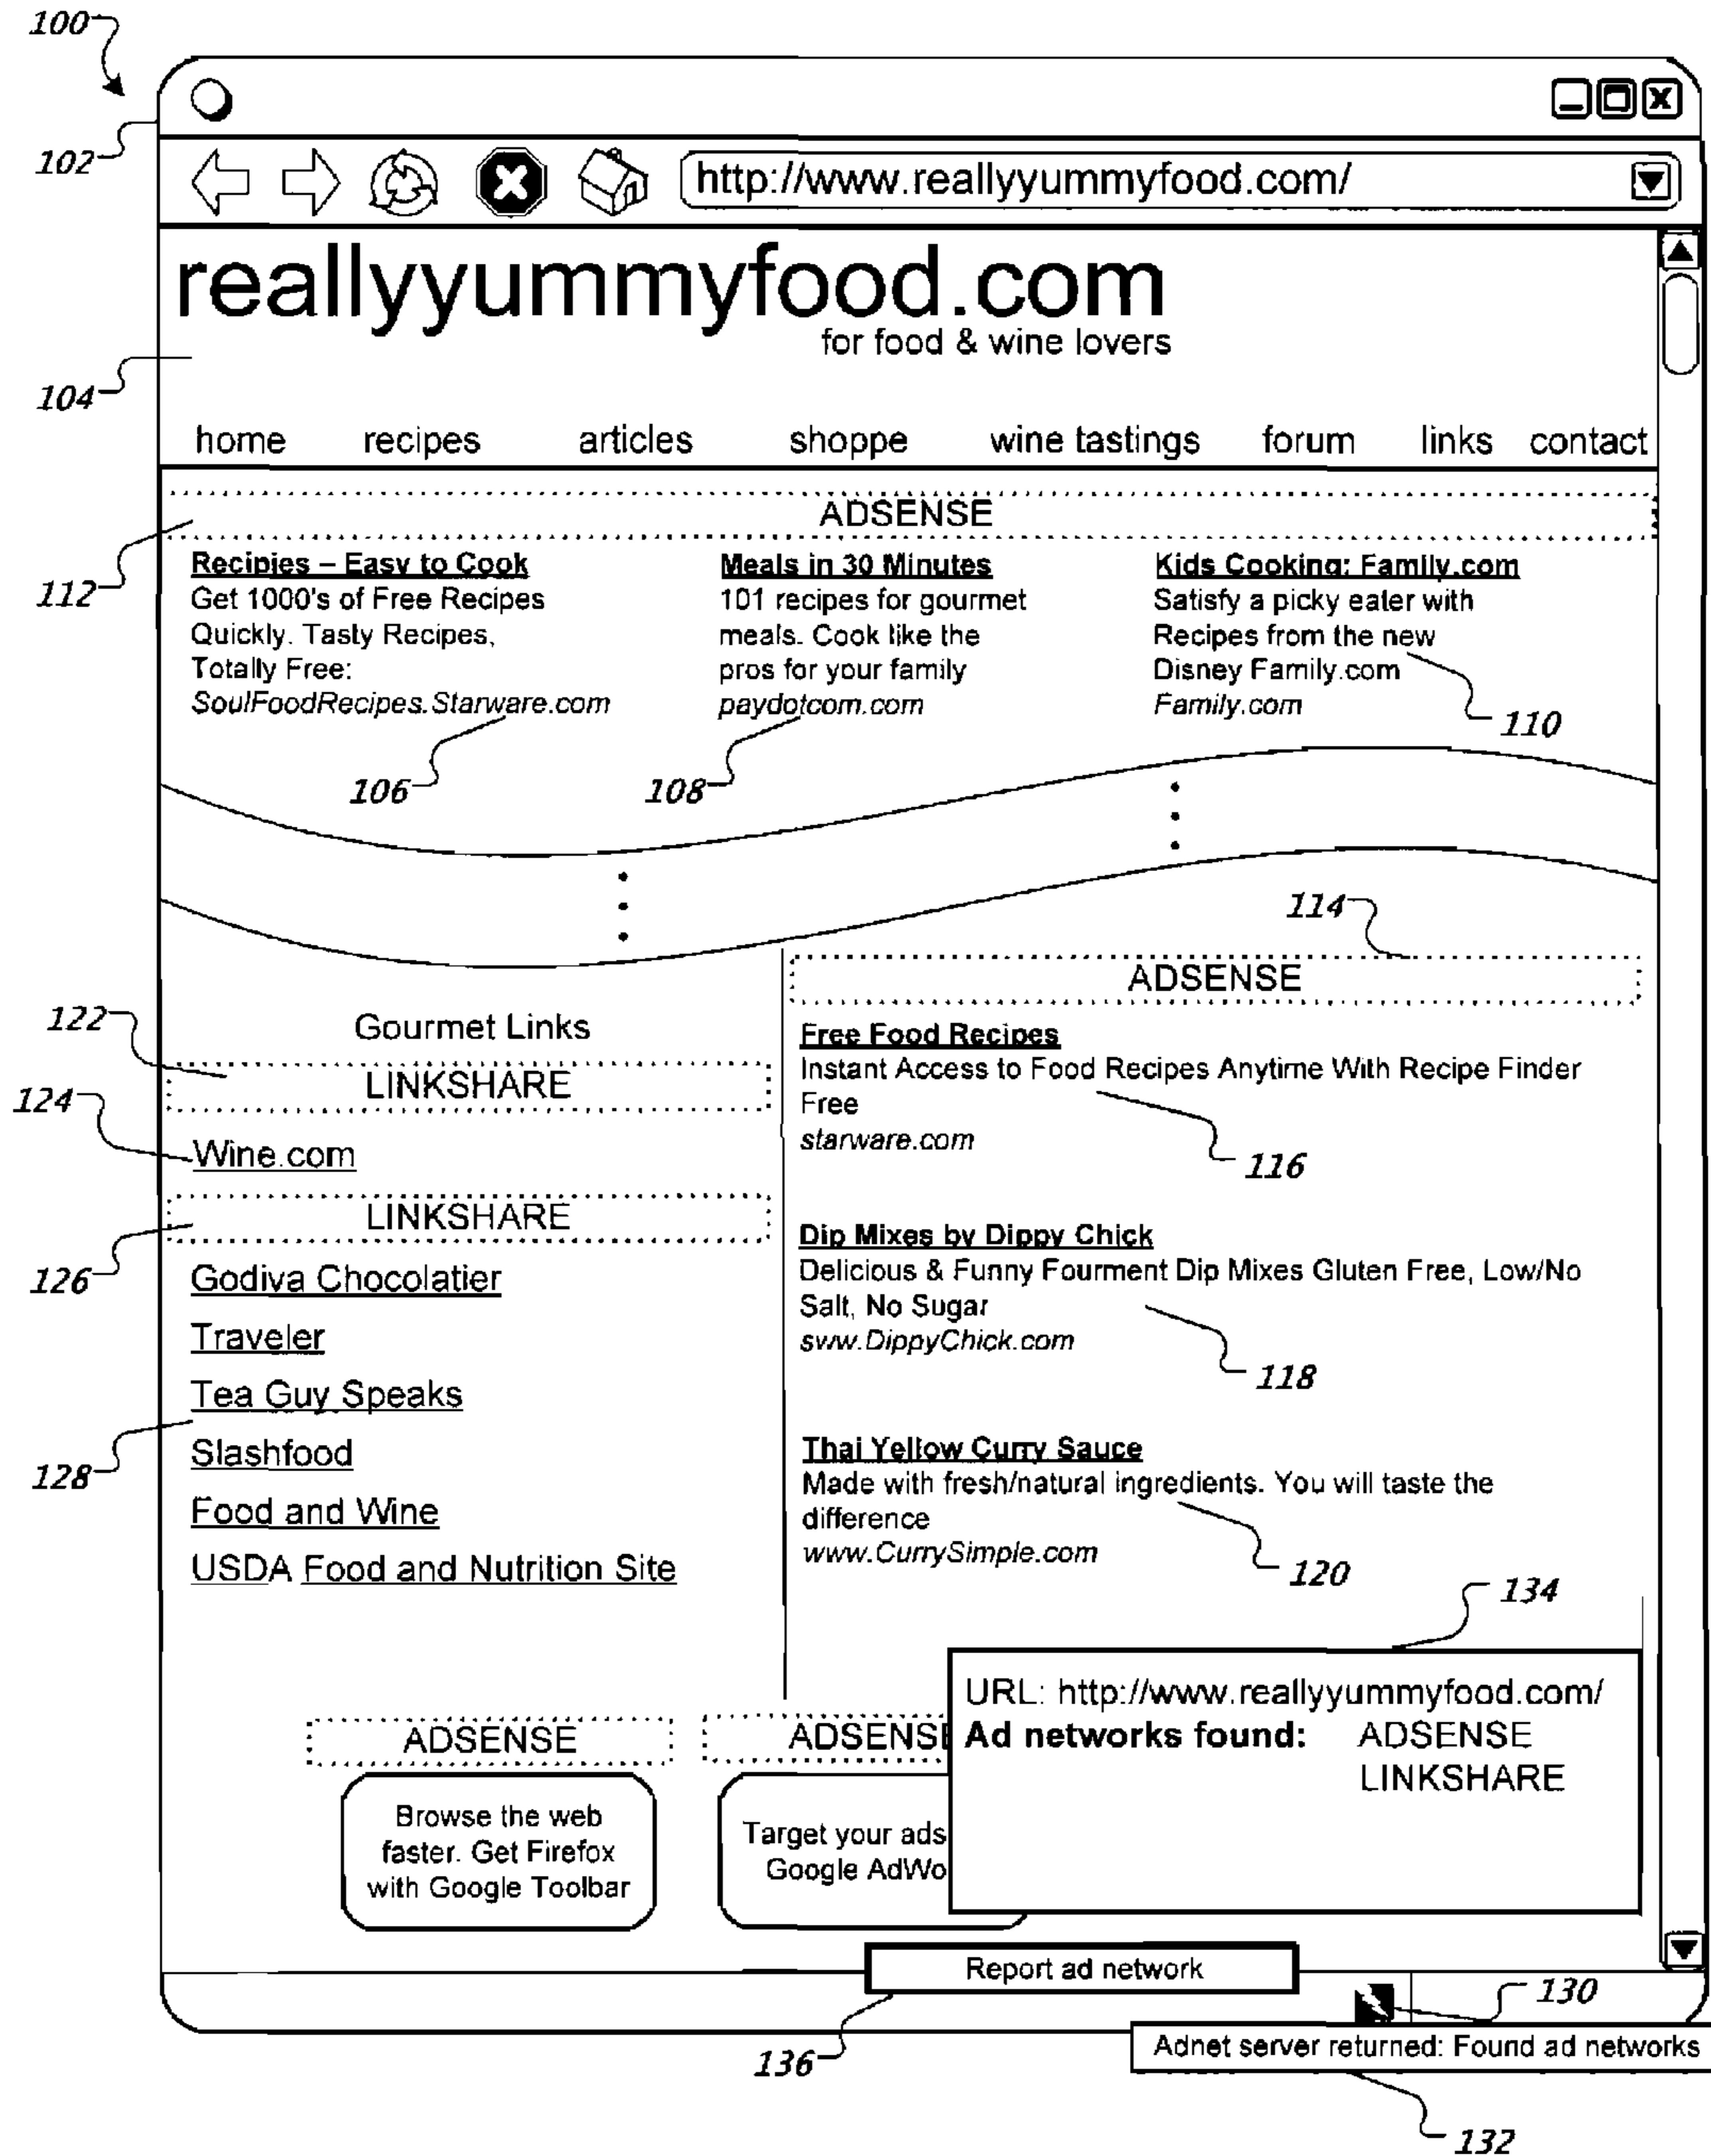 100
102
http://www.reallyyummyfood.com/
reallyyummyfood.com
for food & wine lovers
104
home recipes articles shoppe wine tastings forum links contact
ADSENSE
112
Recipies – Easy to Cook
Get 1000's of Free Recipes
Quickly. Tasty Recipes,
Totally Free:
SoulFoodRecipes.Starware.com
106
Meals in 30 Minutes
101 recipes for gourmet
meals. Cook like the
pros for your family
paydotcom.com
108
Kids Cooking: Family.com
Satisfy a picky eater with
Recipes from the new
Disney Family.com
Family.com
110
114
122
Gourmet Links
LINKSHARE
124
Wine.com
LINKSHARE
126
Godiva Chocolatier
Traveler
Tea Guy Speaks
128
Slashfood
Food and Wine
USDA Food and Nutrition Site
ADSENSE
Free Food Recipes
Instant Access to Food Recipes Anytime With Recipe Finder
Free
starware.com
116
Dip Mixes by Dippy Chick
Delicious & Funny Fourment Dip Mixes Gluten Free, Low/No
Salt, No Sugar
sww.DippyChick.com
118
Thai Yellow Curry Sauce
Made with fresh/natural ingredients. You will taste the
difference
www.CurrySimple.com
120
134
ADSENSE
Browse the web
faster. Get Firefox
with Google Toolbar
ADSENSE
Target your ads
Google AdWo
URL: http://www.reallyyummyfood.com/
Ad networks found: ADSENSE
LINKSHARE
Report ad network
136
130
Adnet server returned: Found ad networks
132